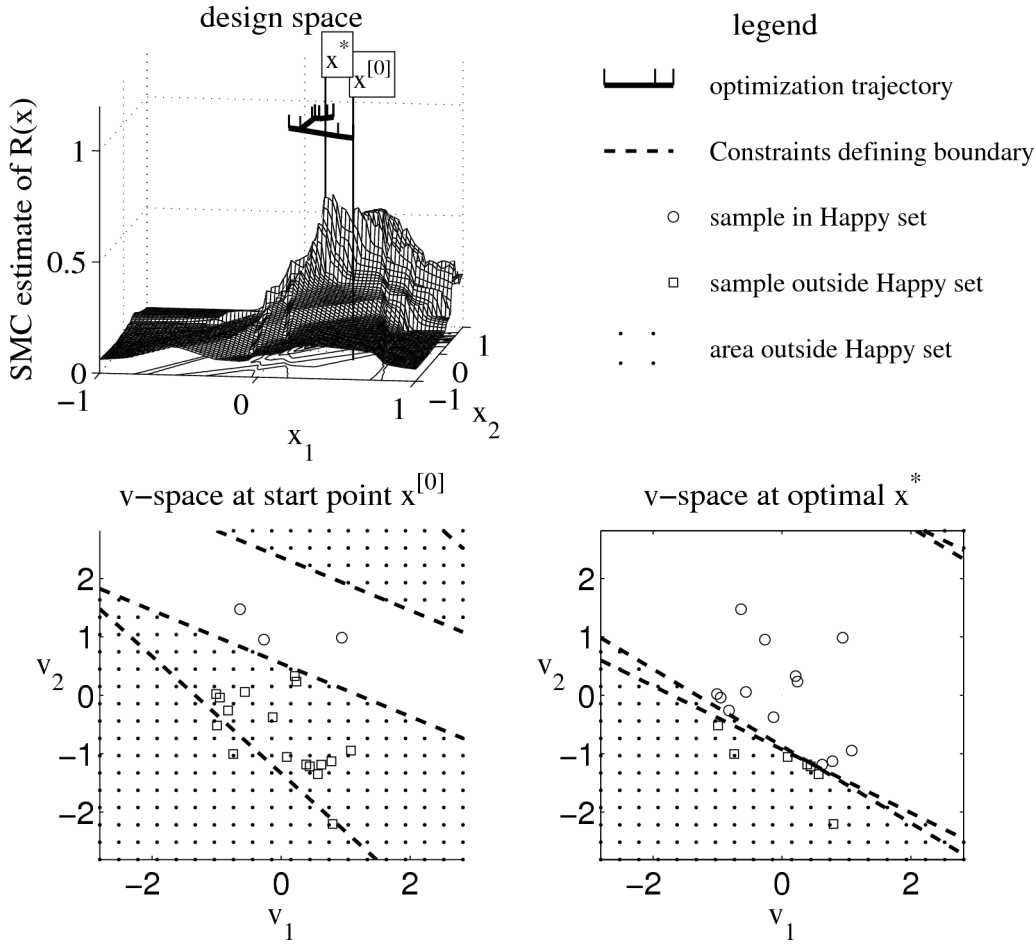 design space
x*
x[0]
SMC estimate of R(x)
1
0.5
0
−1
0
1
−1
0
1
x1
x2
legend
optimization trajectory
Constraints defining boundary
sample in Happy set
sample outside Happy set
area outside Happy set
v−space at start point x[0]
2
1
0
−1
−2
v2
−2
0
2
v1
v−space at optimal x*
2
1
0
−1
−2
v2
−2
0
2
v1